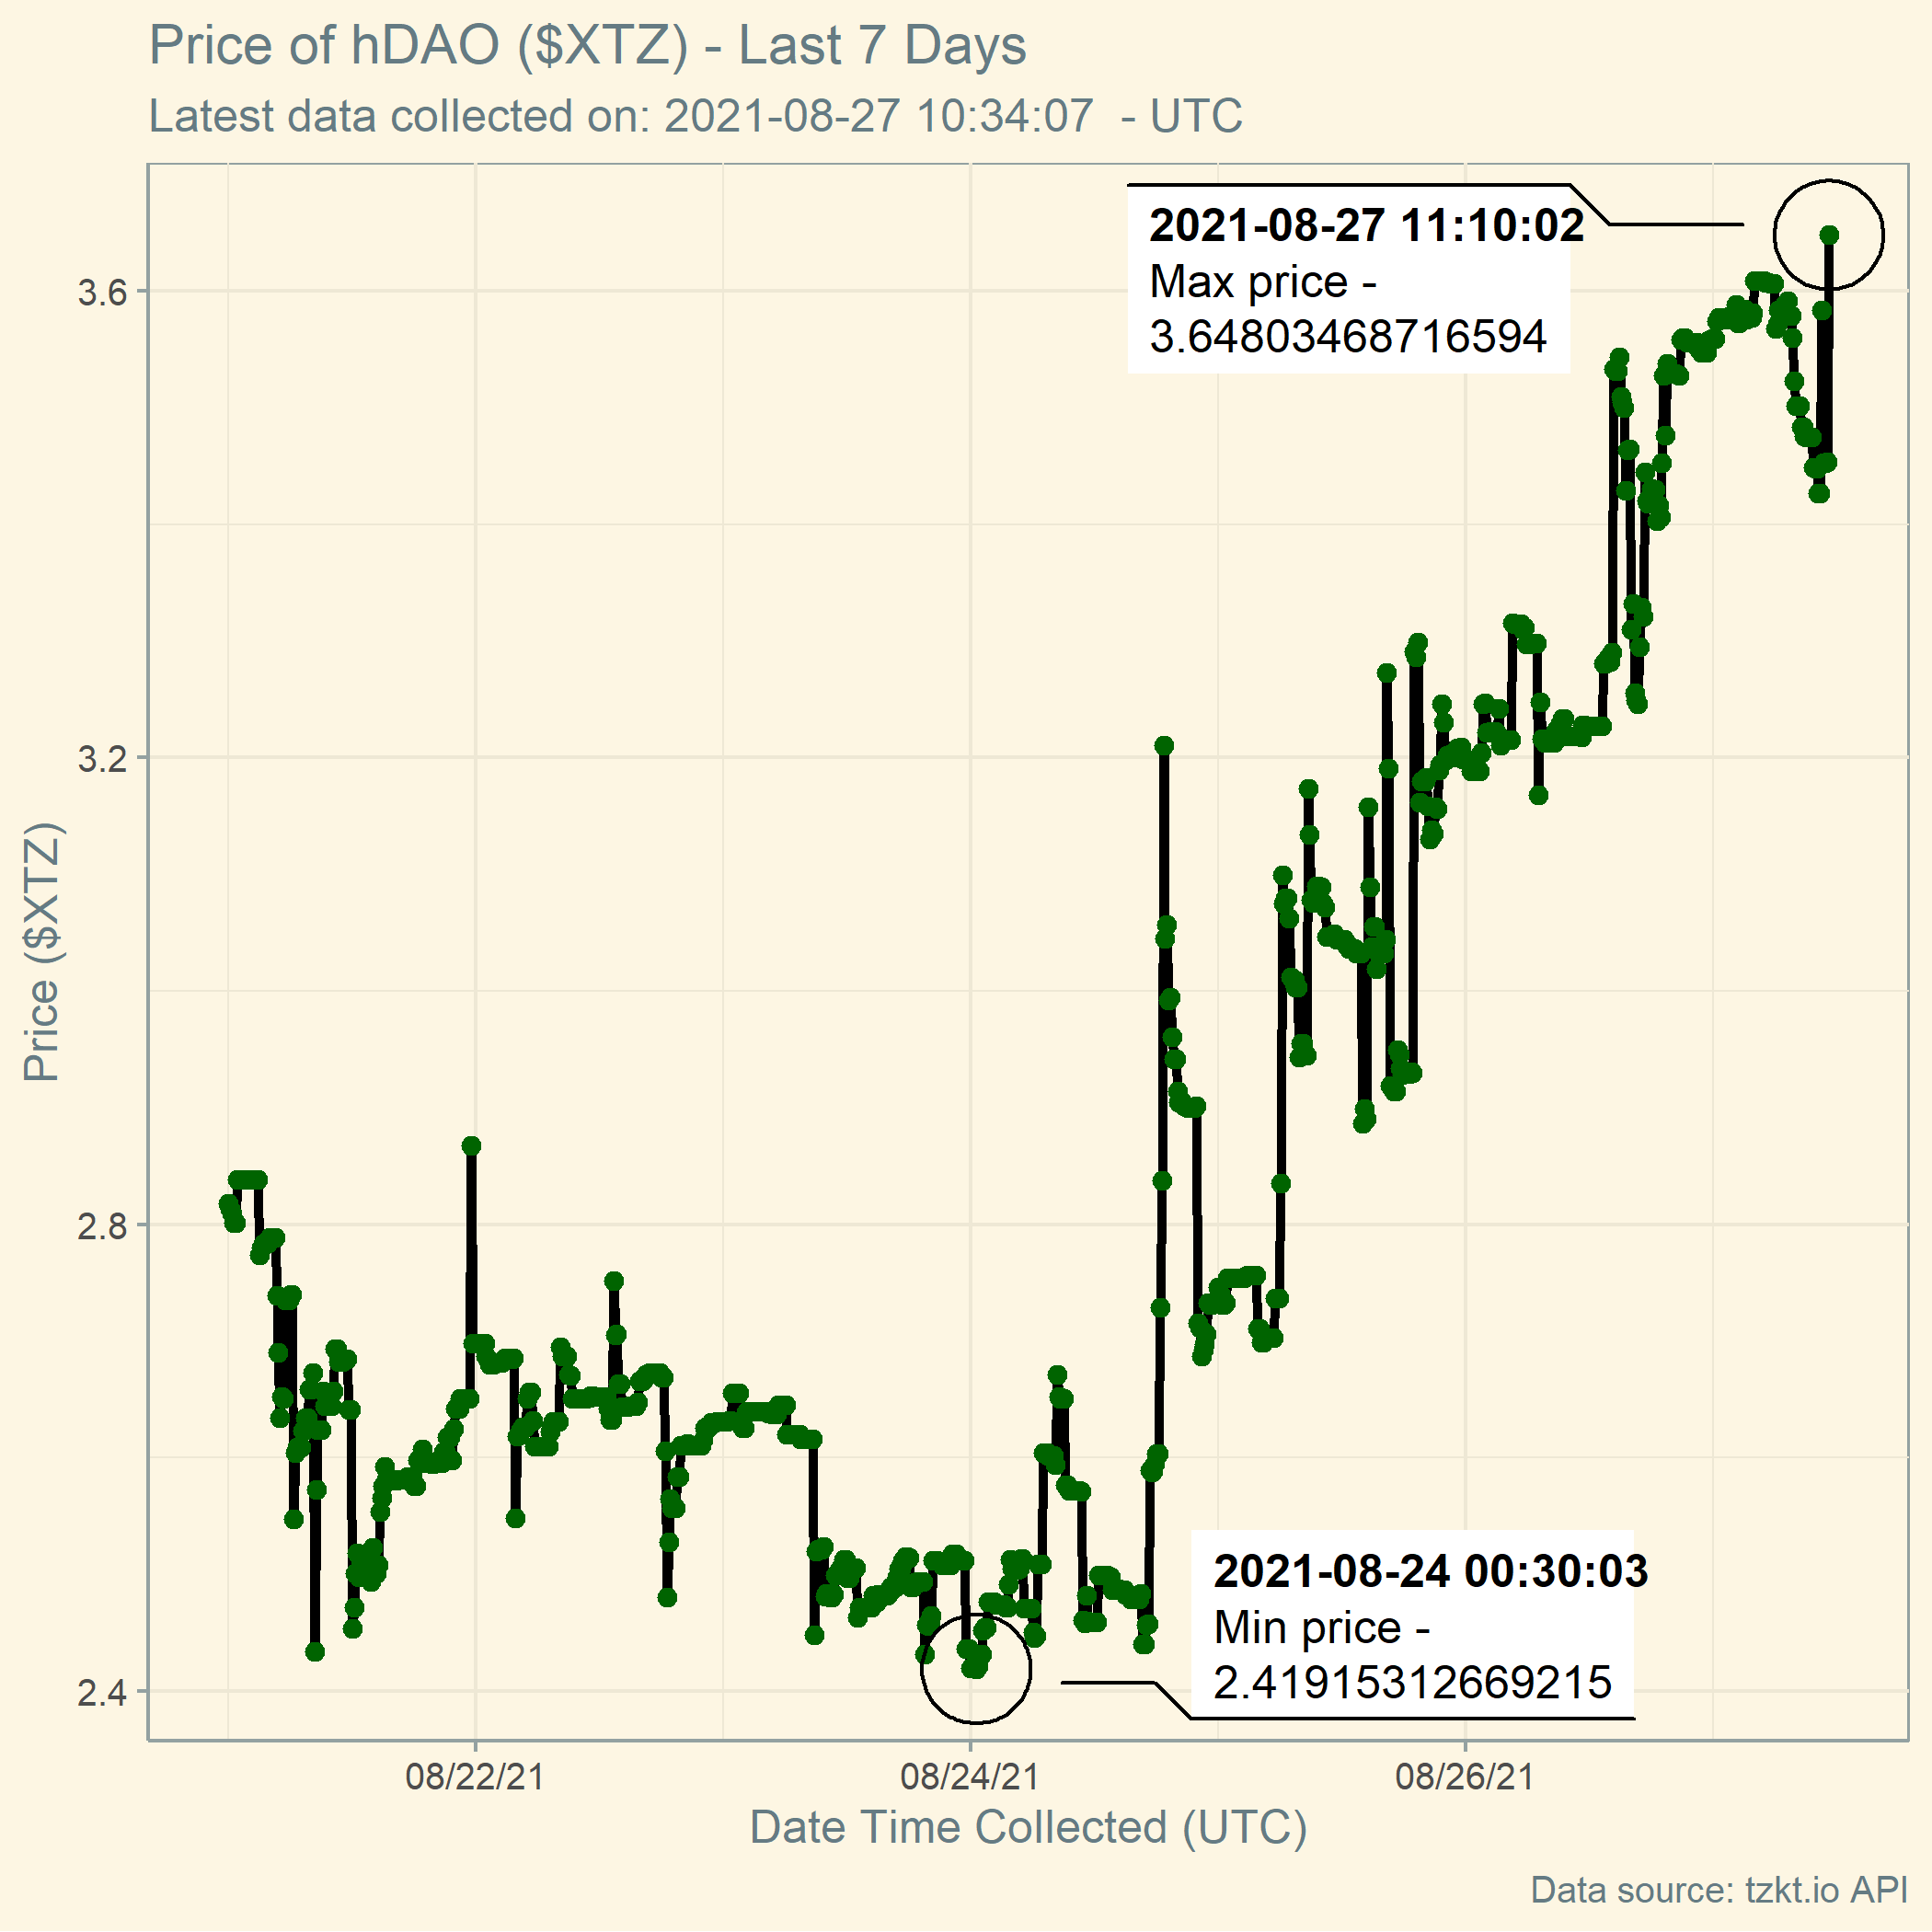 Price of hDAO ($XTZ) - Last 7 Days
Latest data collected on: 2021-08-27 10:34:07  - UTC
2021-08-27 11:10:02
Max price -
3.64803468716594
3.6
3.2
2.8
2.4
Price ($XTZ)
2021-08-24 00:30:03
Min price -
2.41915312669215
08/22/21
08/24/21
08/26/21
Date Time Collected (UTC)
Data source: tzkt.io API